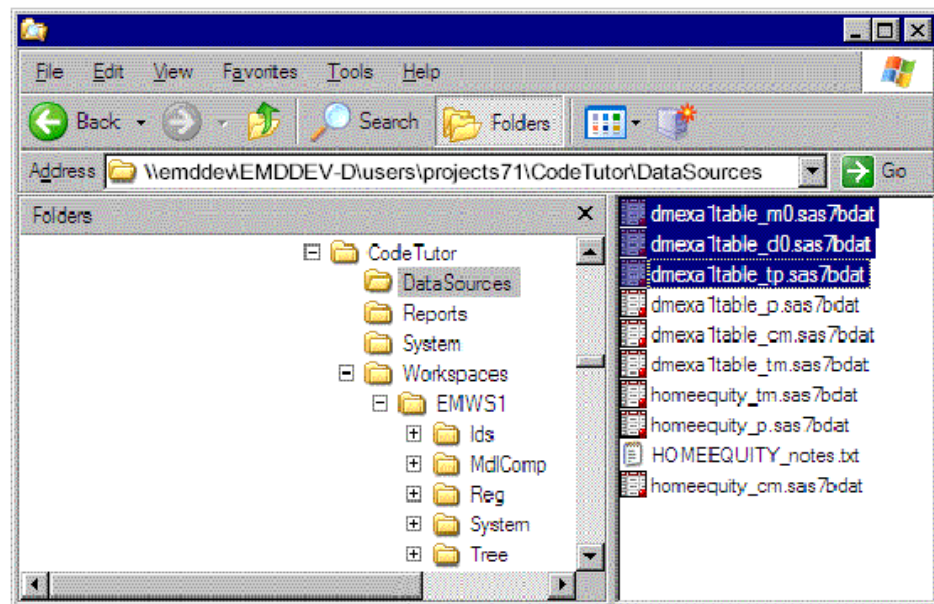 File Edit View Favorites Tools Help
Back Search Folders
Address \\emddev\EMDDEV-D\users\projects71\CodeTutor\DataSources Go
Folders
CodeTutor
DataSources
Reports
System
Workspaces
EMWS1
Ids
MdlComp
Reg
System
Tree
dmexa1table_m0.sas7bdat
dmexa1table_d0.sas7bdat
dmexa1table_tp.sas7bdat
dmexa1table_p.sas7bdat
dmexa1table_cm.sas7bdat
dmexa1table_tm.sas7bdat
homeequity_tm.sas7bdat
homeequity_p.sas7bdat
HOMEEQUITY_notes.txt
homeequity_cm.sas7bdat